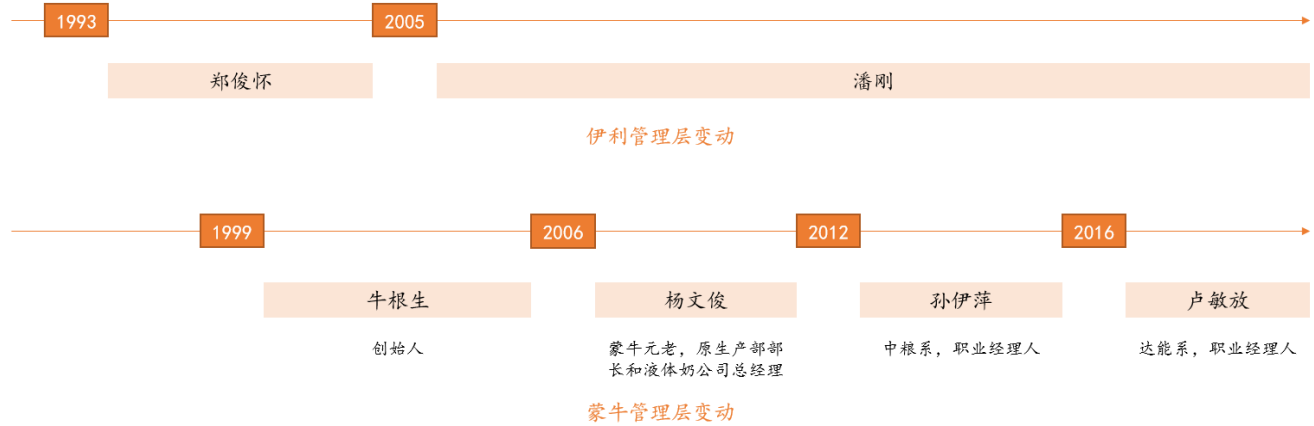 1993
2005
郑俊怀
潘刚
伊利管理层变动
1999
2006
2012
2016
牛根生
杨文俊
孙伊萍
卢敏放
创始人
蒙牛元老，原生产部部
长和液体奶公司总经理
中粮系，职业经理人
达能系，职业经理人
蒙牛管理层变动